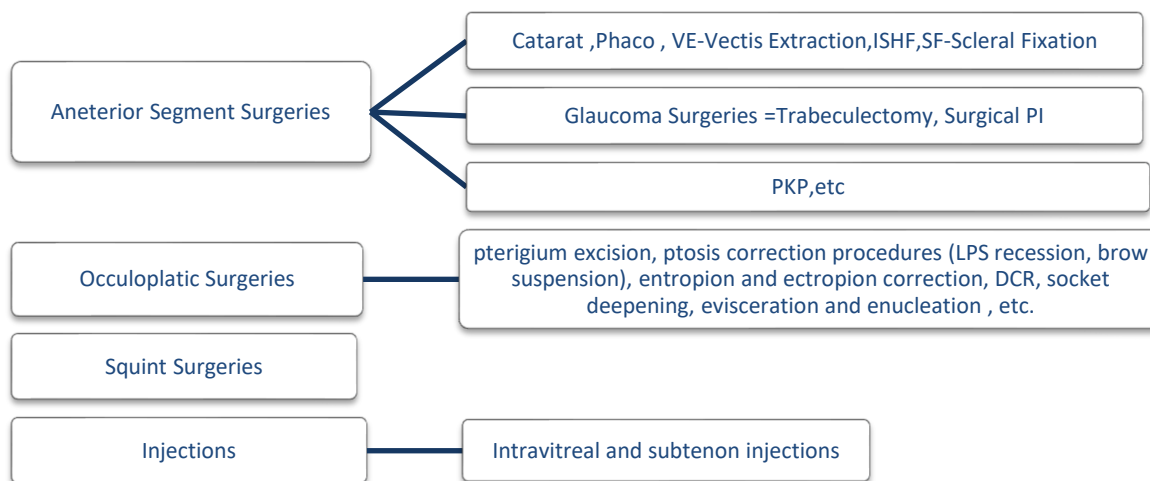 Catarat ,Phaco , VE-Vectis Extraction,ISHF,SF-Scleral Fixation
Aneterior Segment Surgeries
Glaucoma Surgeries =Trabeculectomy, Surgical PI
PKP,etc
Occuloplatic Surgeries
pterigium excision, ptosis correction procedures (LPS recession, brow
suspension), entropion and ectropion correction, DCR, socket
deepening, evisceration and enucleation , etc.
Squint Surgeries
Injections
Intravitreal and subtenon injections